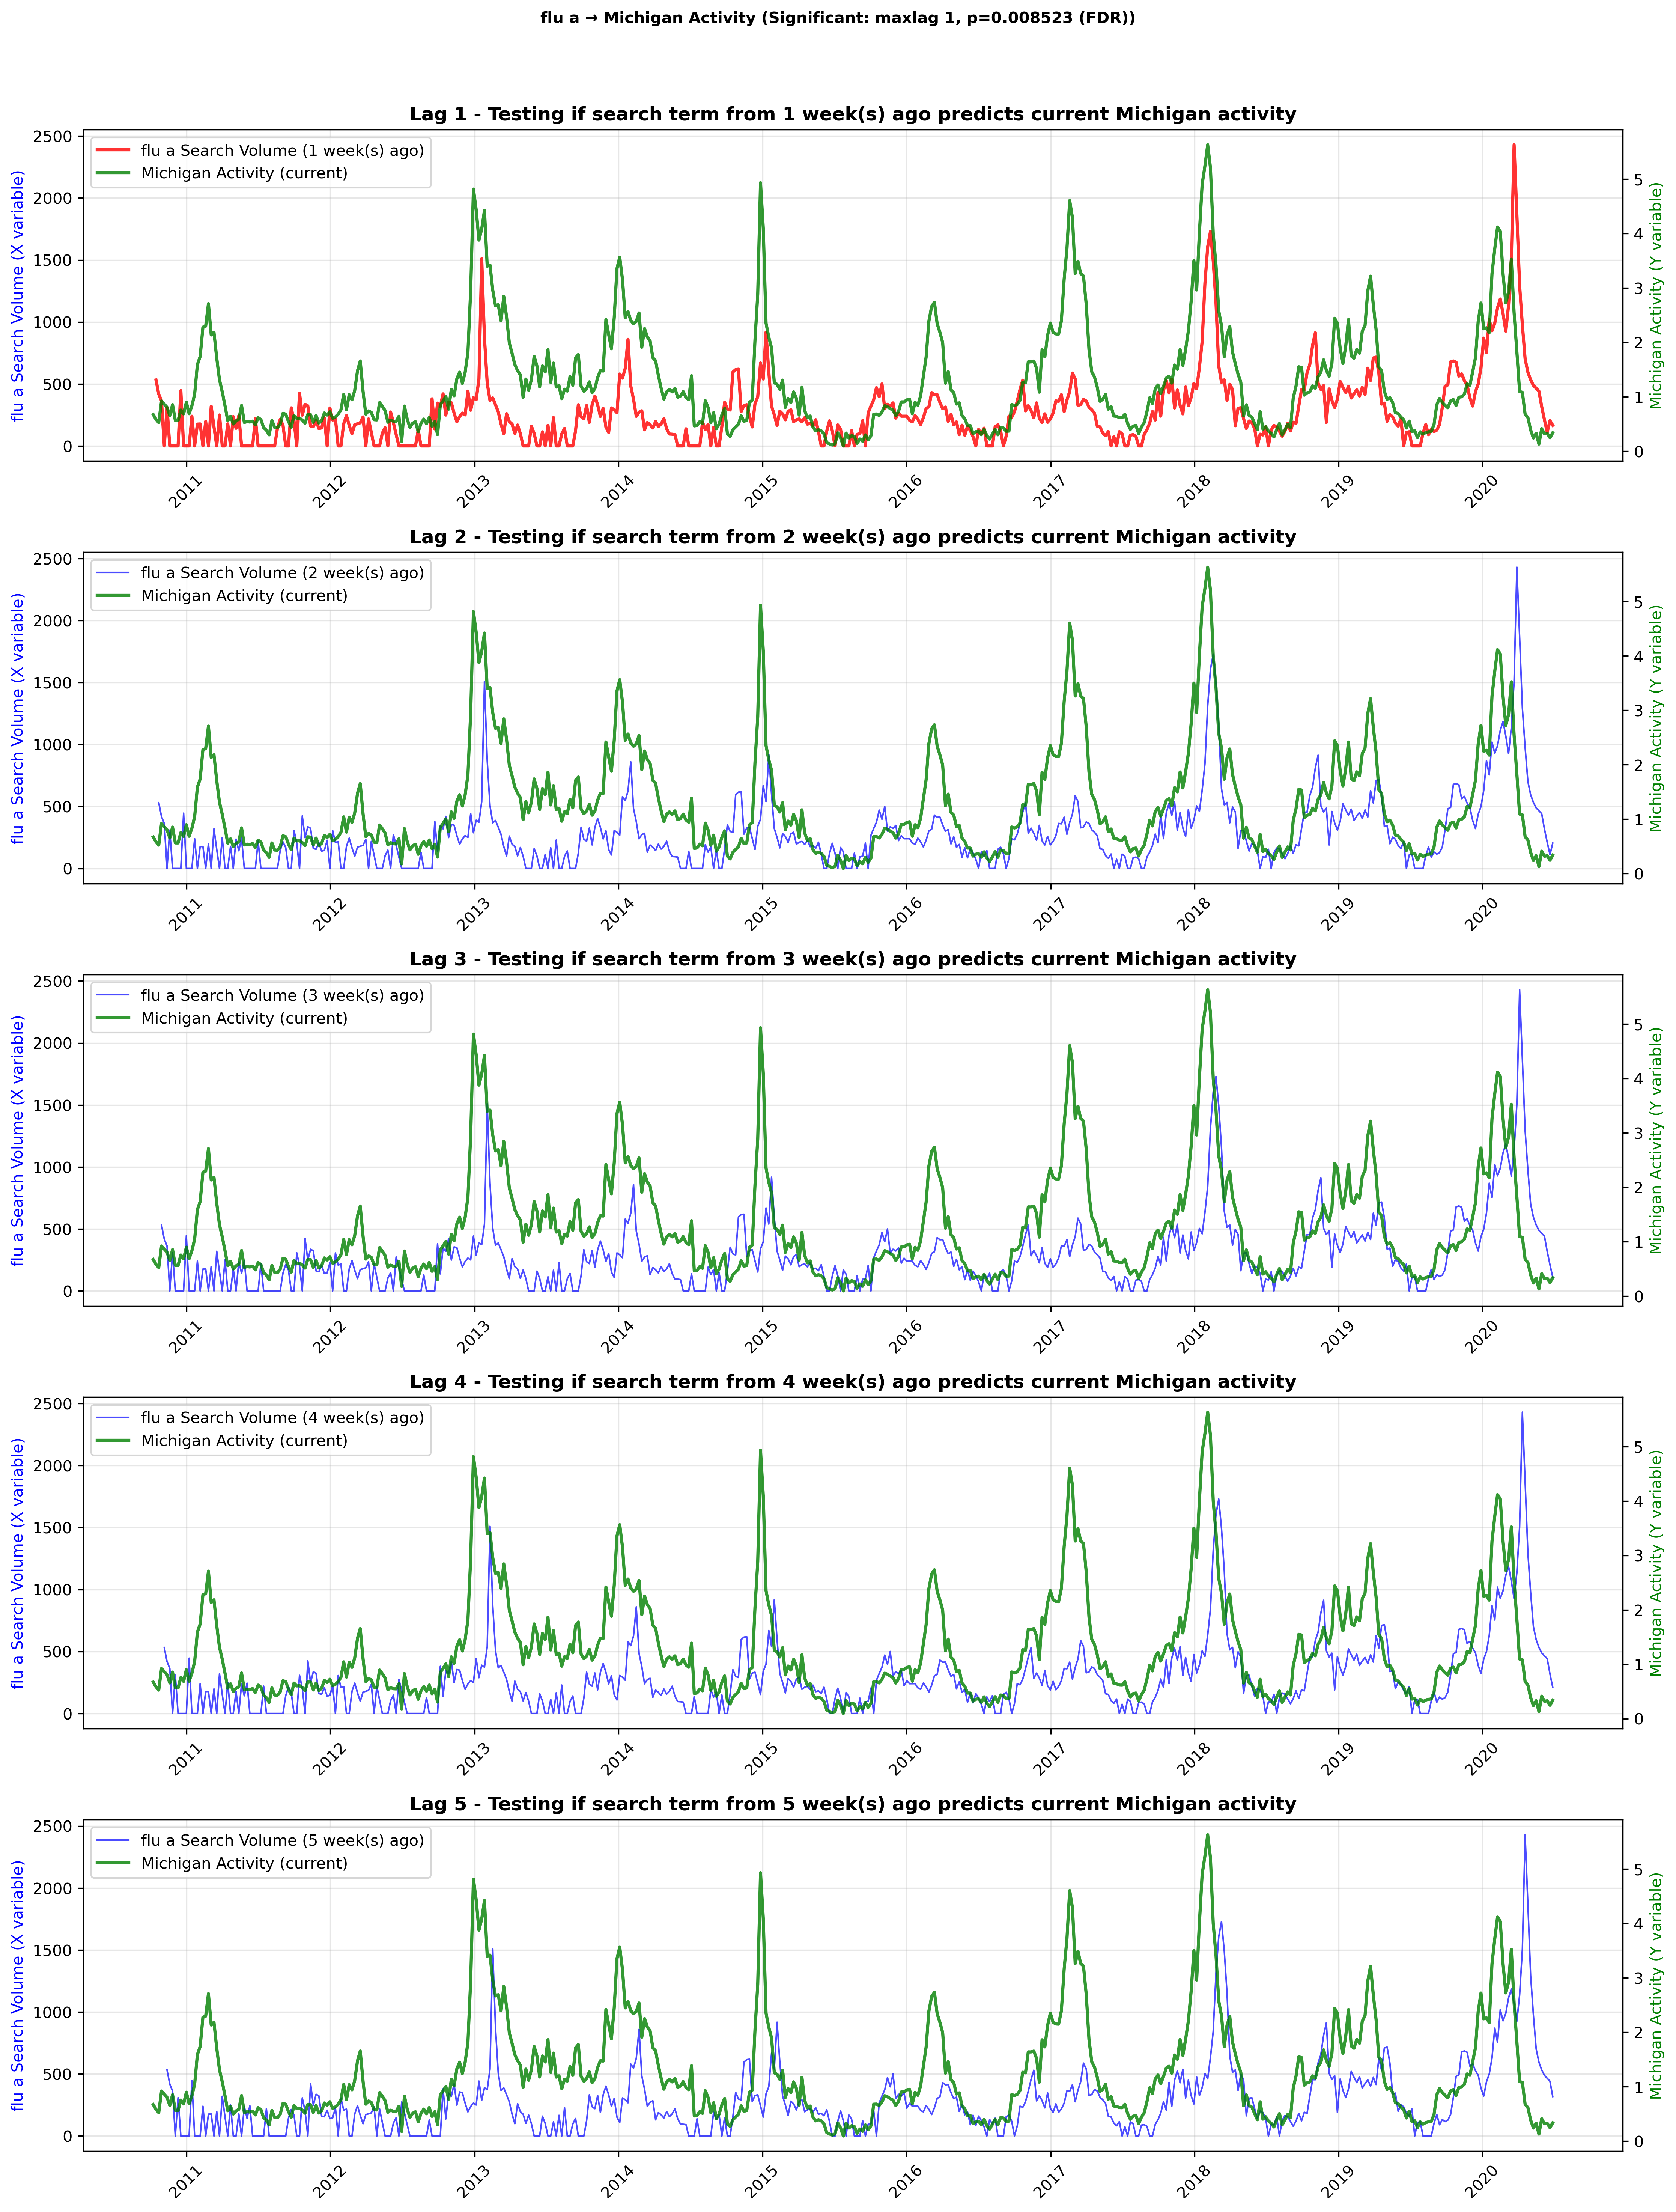 flu a → Michigan Activity (Significant: maxlag 1, p=0.008523 (FDR))
Lag 1 - Testing if search term from 1 week(s) ago predicts current Michigan activity
flu a Search Volume (1 week(s) ago)
Michigan Activity (current)
flu a Search Volume (X variable)
2500
2000
1500
1000
500
0
5
4
3
2
1
0
Michigan Activity (Y variable)
2011 2012 2013 2014 2015 2016 2017 2018 2019 2020
Lag 2 - Testing if search term from 2 week(s) ago predicts current Michigan activity
flu a Search Volume (2 week(s) ago)
Michigan Activity (current)
flu a Search Volume (X variable)
2500
2000
1500
1000
500
0
5
4
3
2
1
0
Michigan Activity (Y variable)
2011 2012 2013 2014 2015 2016 2017 2018 2019 2020
Lag 3 - Testing if search term from 3 week(s) ago predicts current Michigan activity
flu a Search Volume (3 week(s) ago)
Michigan Activity (current)
flu a Search Volume (X variable)
2500
2000
1500
1000
500
0
5
4
3
2
1
0
Michigan Activity (Y variable)
2011 2012 2013 2014 2015 2016 2017 2018 2019 2020
Lag 4 - Testing if search term from 4 week(s) ago predicts current Michigan activity
flu a Search Volume (4 week(s) ago)
Michigan Activity (current)
flu a Search Volume (X variable)
2500
2000
1500
1000
500
0
5
4
3
2
1
0
Michigan Activity (Y variable)
2011 2012 2013 2014 2015 2016 2017 2018 2019 2020
Lag 5 - Testing if search term from 5 week(s) ago predicts current Michigan activity
flu a Search Volume (5 week(s) ago)
Michigan Activity (current)
flu a Search Volume (X variable)
2500
2000
1500
1000
500
0
5
4
3
2
1
0
Michigan Activity (Y variable)
2011 2012 2013 2014 2015 2016 2017 2018 2019 2020